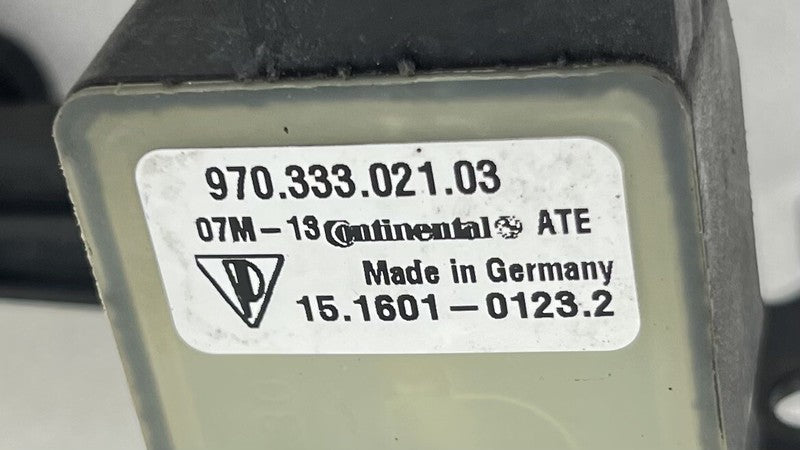 970.333.021.03
07M-13 Continental ATE
Made in Germany
15.1601-0123.2